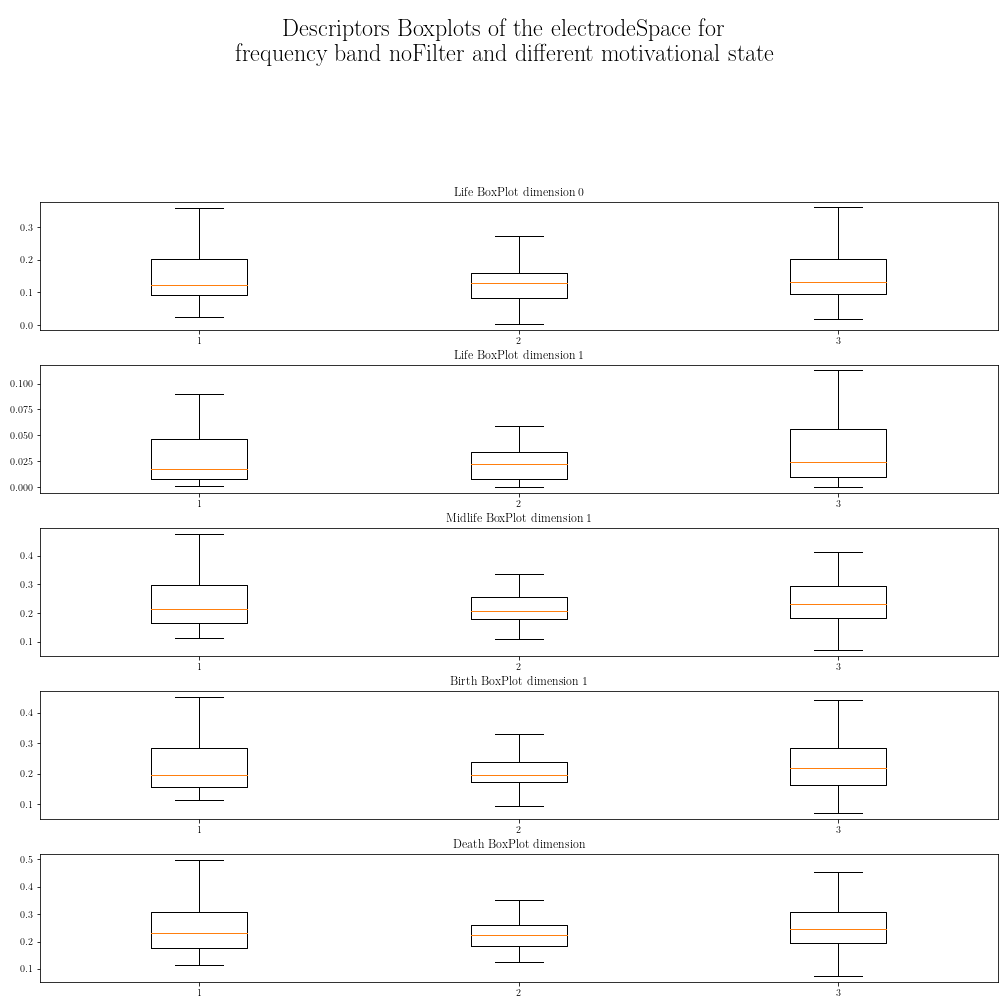 Descriptors Boxplots of the electrodeSpace for
frequency band noFilter and different motivational state
Life BoxPlot dimension 0
0.3
0.2
0.1
0.0
1 2 3
Life BoxPlot dimension 1
0.100
0.075
0.050
0.025
0.000
1 2 3
Midlife BoxPlot dimension 1
0.4
0.3
0.2
0.1
1 2 3
Birth BoxPlot dimension 1
0.4
0.3
0.2
0.1
1 2 3
Death BoxPlot dimension
0.5
0.4
0.3
0.2
0.1
1 2 3